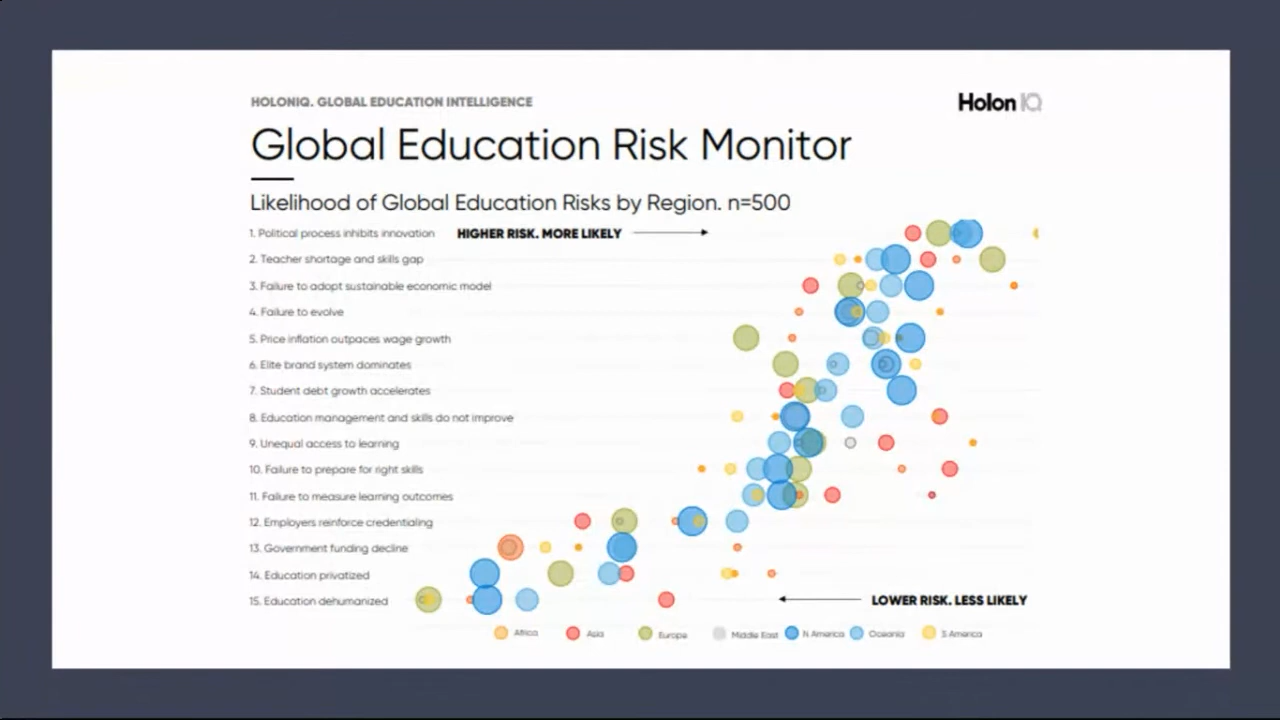 HOLONIQ. GLOBAL EDUCATION INTELLIGENCE
Holon IQ
Global Education Risk Monitor
Likelihood of Global Education Risks by Region. n=500
1. Political process inhibits innovation
HIGHER RISK. MORE LIKELY
2. Teacher shortage and skills gap
3. Failure to adopt sustainable economic model
4. Failure to evolve
5. Price inflation outpaces wage growth
6. Elite brand system dominates
7. Student debt growth accelerates
8. Education management and skills do not improve
9. Unequal access to learning
10. Failure to prepare for right skills
11. Failure to measure learning outcomes
12. Employers reinforce credentialing
13. Government funding decline
14. Education privatized
15. Education dehumanized
LOWER RISK. LESS LIKELY
Africa Asia Europe Middle East N.America Oceania S.America